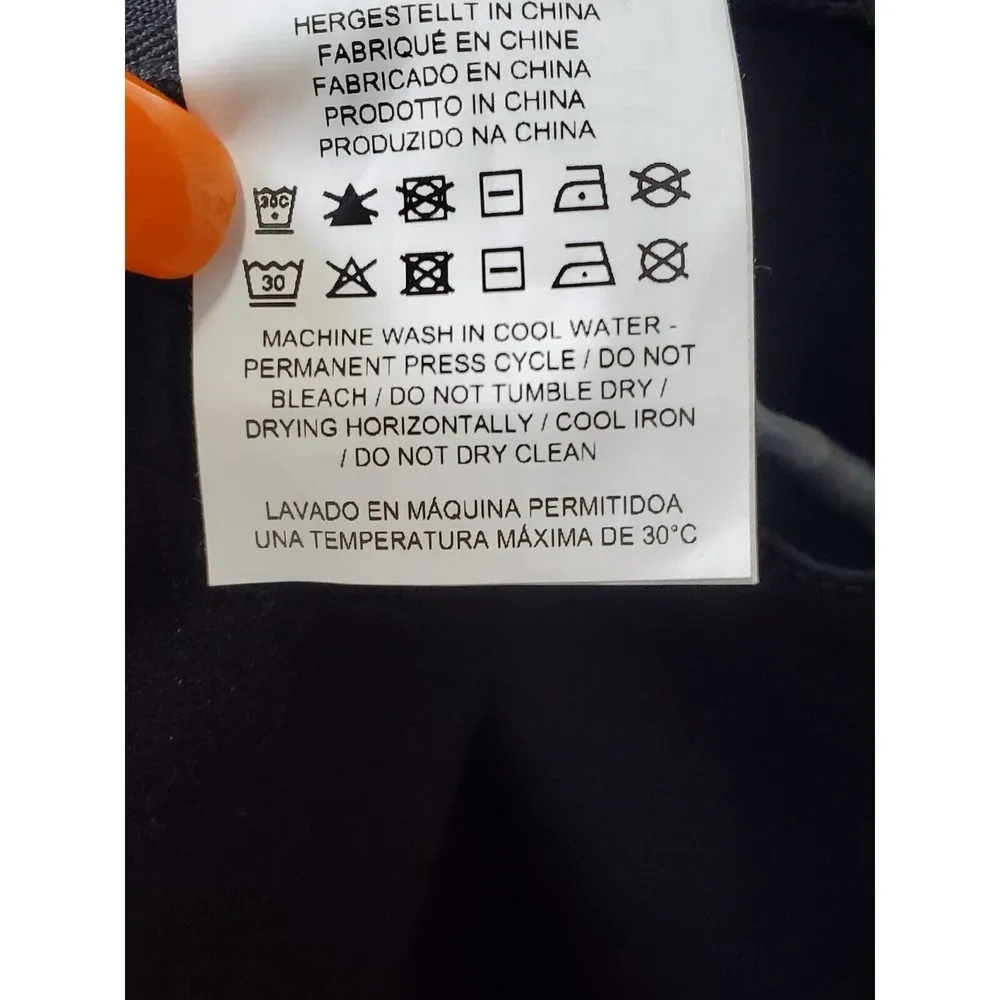 HERGESTELLT IN CHINA
FABRIQUÉ EN CHINE
FABRICADO EN CHINA
PRODOTTO IN CHINA
PRODUZIDO NA CHINA
30C
30
MACHINE WASH IN COOL WATER -
PERMANENT PRESS CYCLE / DO NOT
BLEACH / DO NOT TUMBLE DRY /
DRYING HORIZONTALLY / COOL IRON
/ DO NOT DRY CLEAN
LAVADO EN MÁQUINA PERMITIDOA
UNA TEMPERATURA MÁXIMA DE 30°C